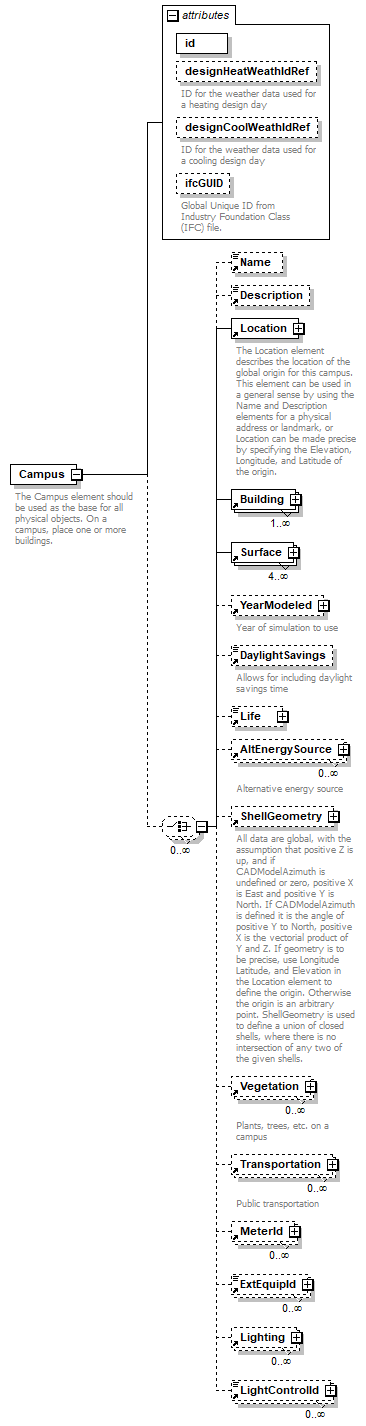 attributes
id
designHeatWeathIdRef
ID for the weather data used for
a heating design day
designCoolWeathIdRef
ID for the weather data used for
a cooling design day
ifcGUID
Global Unique ID from
Industry Foundation Class
(IFC) file.
Campus
The Campus element should
be used as the base for all
physical objects. On a
campus, place one or more
buildings.
0..∞
Name
Description
Location
The Location element
describes the location of the
global origin for this campus.
This element can be used in
a general sense by using the
Name and Description
elements for a physical
address or landmark, or
Location can be made precise
by specifying the Elevation,
Longitude, and Latitude of
the origin.
Building
1..∞
Surface
4..∞
YearModeled
Year of simulation to use
DaylightSavings
Allows for including daylight
savings time
Life
AltEnergySource
0..∞
Alternative energy source
ShellGeometry
All data are global, with the
assumption that positive Z is
up, and if
CADModelAzimuth is
undefined or zero, positive X
is East and positive Y is
North. If CADModelAzimuth
is defined it is the angle of
positive Y to North, positive
X is the vectorial product of
Y and Z. If geometry is to
be precise, use Longitude
Latitude, and Elevation in
the Location element to
define the origin. Otherwise
the origin is an arbitrary
point. ShellGeometry is used
to define a union of closed
shells, where there is no
intersection of any two of
the given shells.
Vegetation
0..∞
Plants, trees, etc. on a
campus
Transportation
0..∞
Public transportation
MeterId
0..∞
ExtEquipId
0..∞
Lighting
0..∞
LightControlId
0..∞